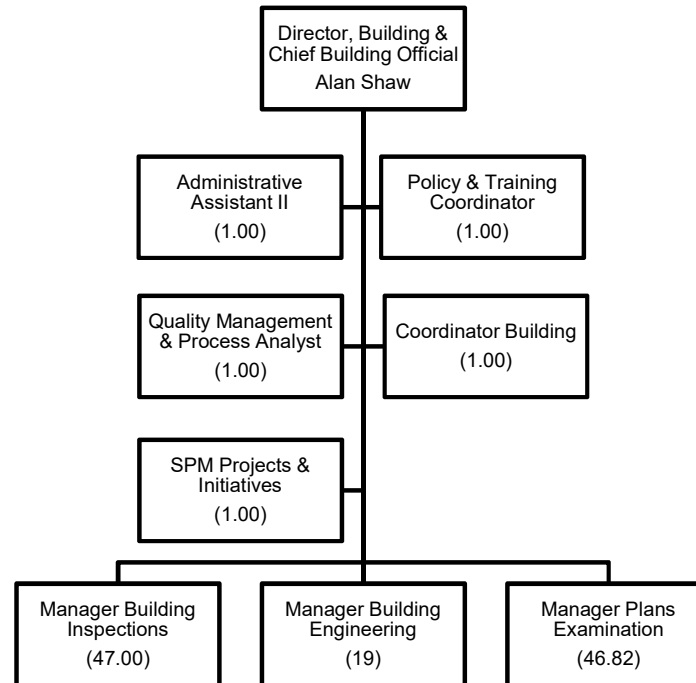 Director, Building &
Chief Building Official
Alan Shaw
Administrative
Assistant II
(1.00)
Policy & Training
Coordinator
(1.00)
Quality Management
& Process Analyst
(1.00)
Coordinator Building
(1.00)
SPM Projects &
Initiatives
(1.00)
Manager Building
Inspections
(47.00)
Manager Building
Engineering
(19)
Manager Plans
Examination
(46.82)